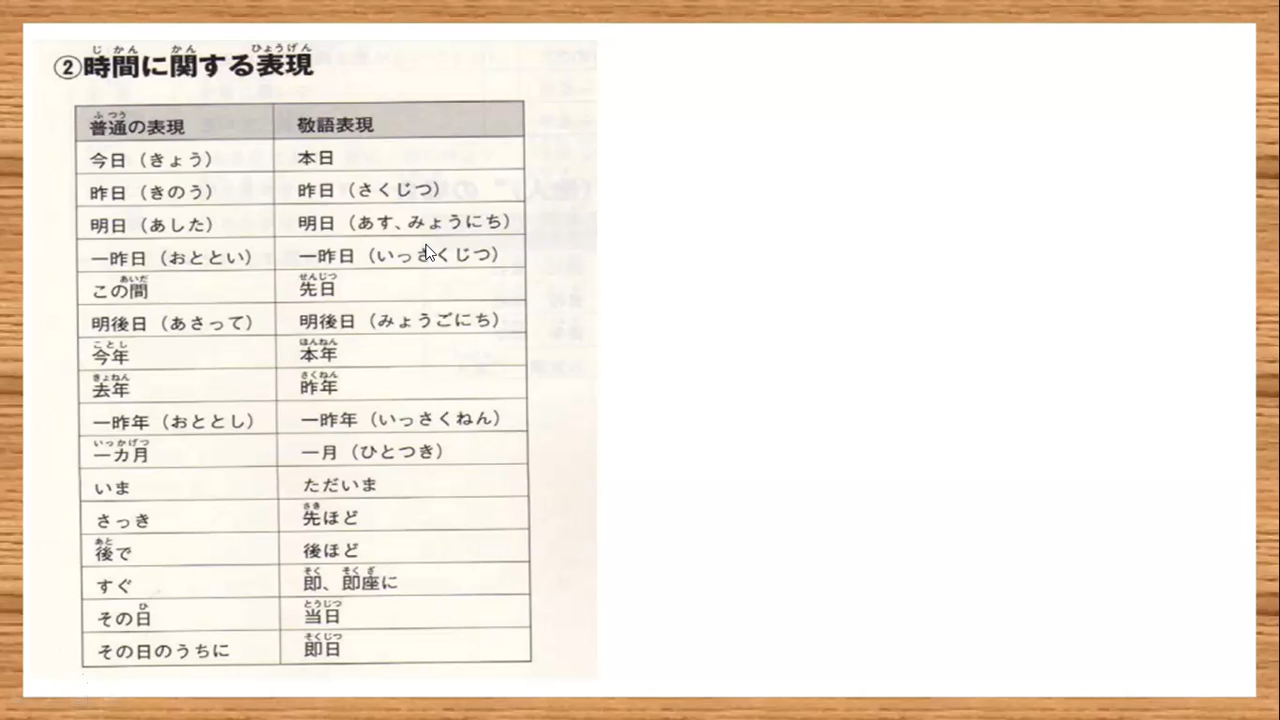 ②時間に関する表現
普通の表現 敬語表現
今日（きょう） 本日
昨日（きのう） 昨日（さくじつ）
明日（あした） 明日（あす、みょうにち）
一昨日（おととい） 一昨日（いっさくじつ）
この間 先日
明後日（あさって） 明後日（みょうごにち）
今年 本年
去年 昨年
一昨年（おととし） 一昨年（いっさくねん）
一カ月 一月（ひとつき）
いま ただいま
さっき 先ほど
後で 後ほど
すぐ 即、即座に
その日 当日
その日のうちに 即日